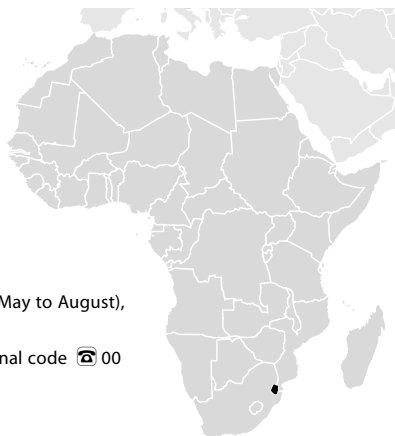 May to August),
nal code ☎ 00